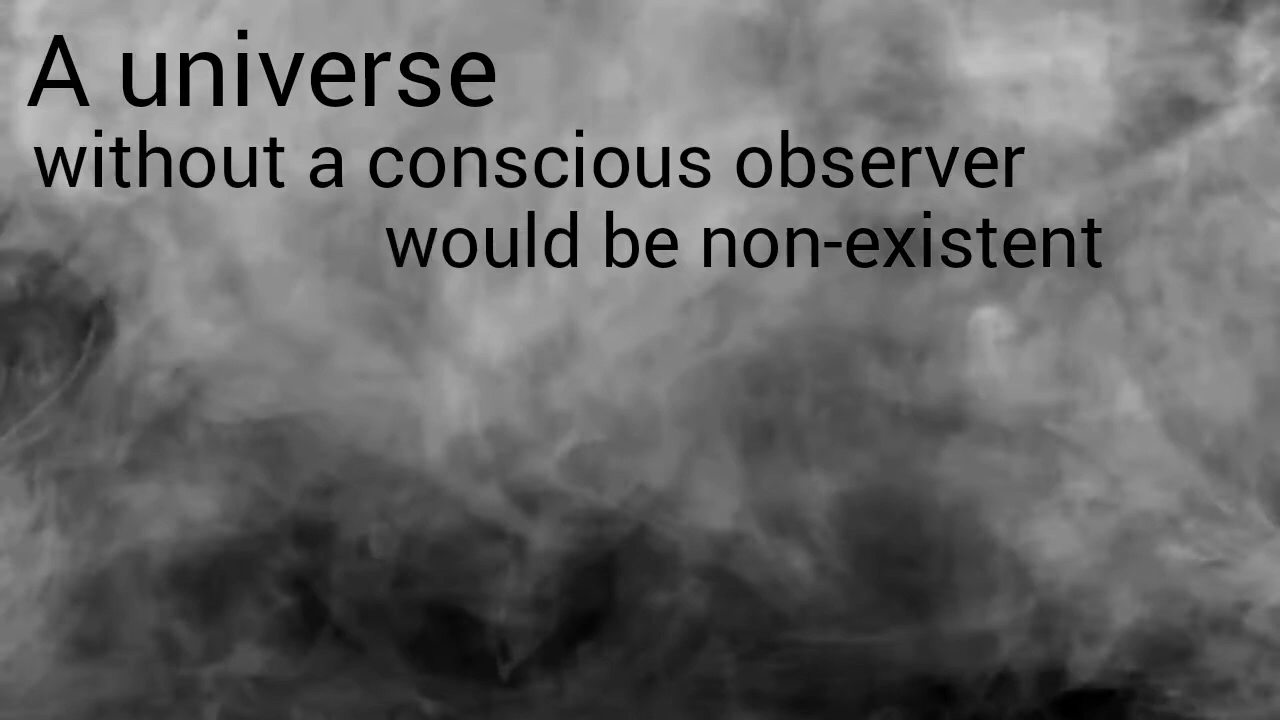 A universe
without a conscious observer
would be non-existent